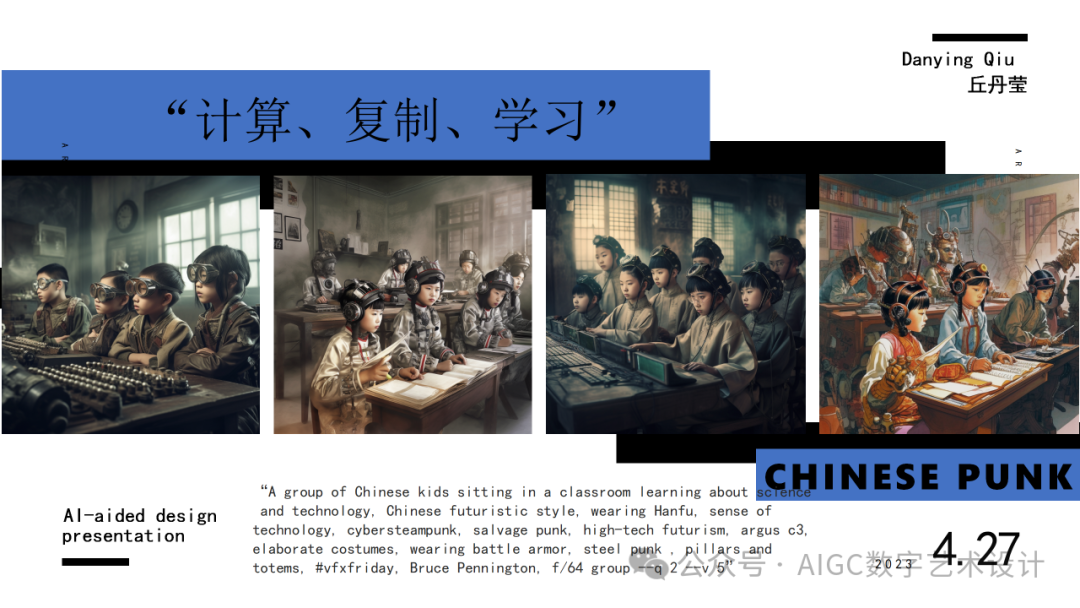 Danying Qiu
丘丹莹
“计算、复制、学习”
A R
A R
CHINESE PUNK
“A group of Chinese kids sitting in a classroom learning about science
and technology, Chinese futuristic style, wearing Hanfu, sense of
technology, cybersteampunk, salvage punk, high-tech futurism, argus c3,
elaborate costumes, wearing battle armor, steel punk , pillars and
totems, #vfxfriday, Bruce Pennington, f/64 group --q 2 --v 5”
AI-aided design
presentation
2023 4.27
公众号 · AIGC数字艺术设计